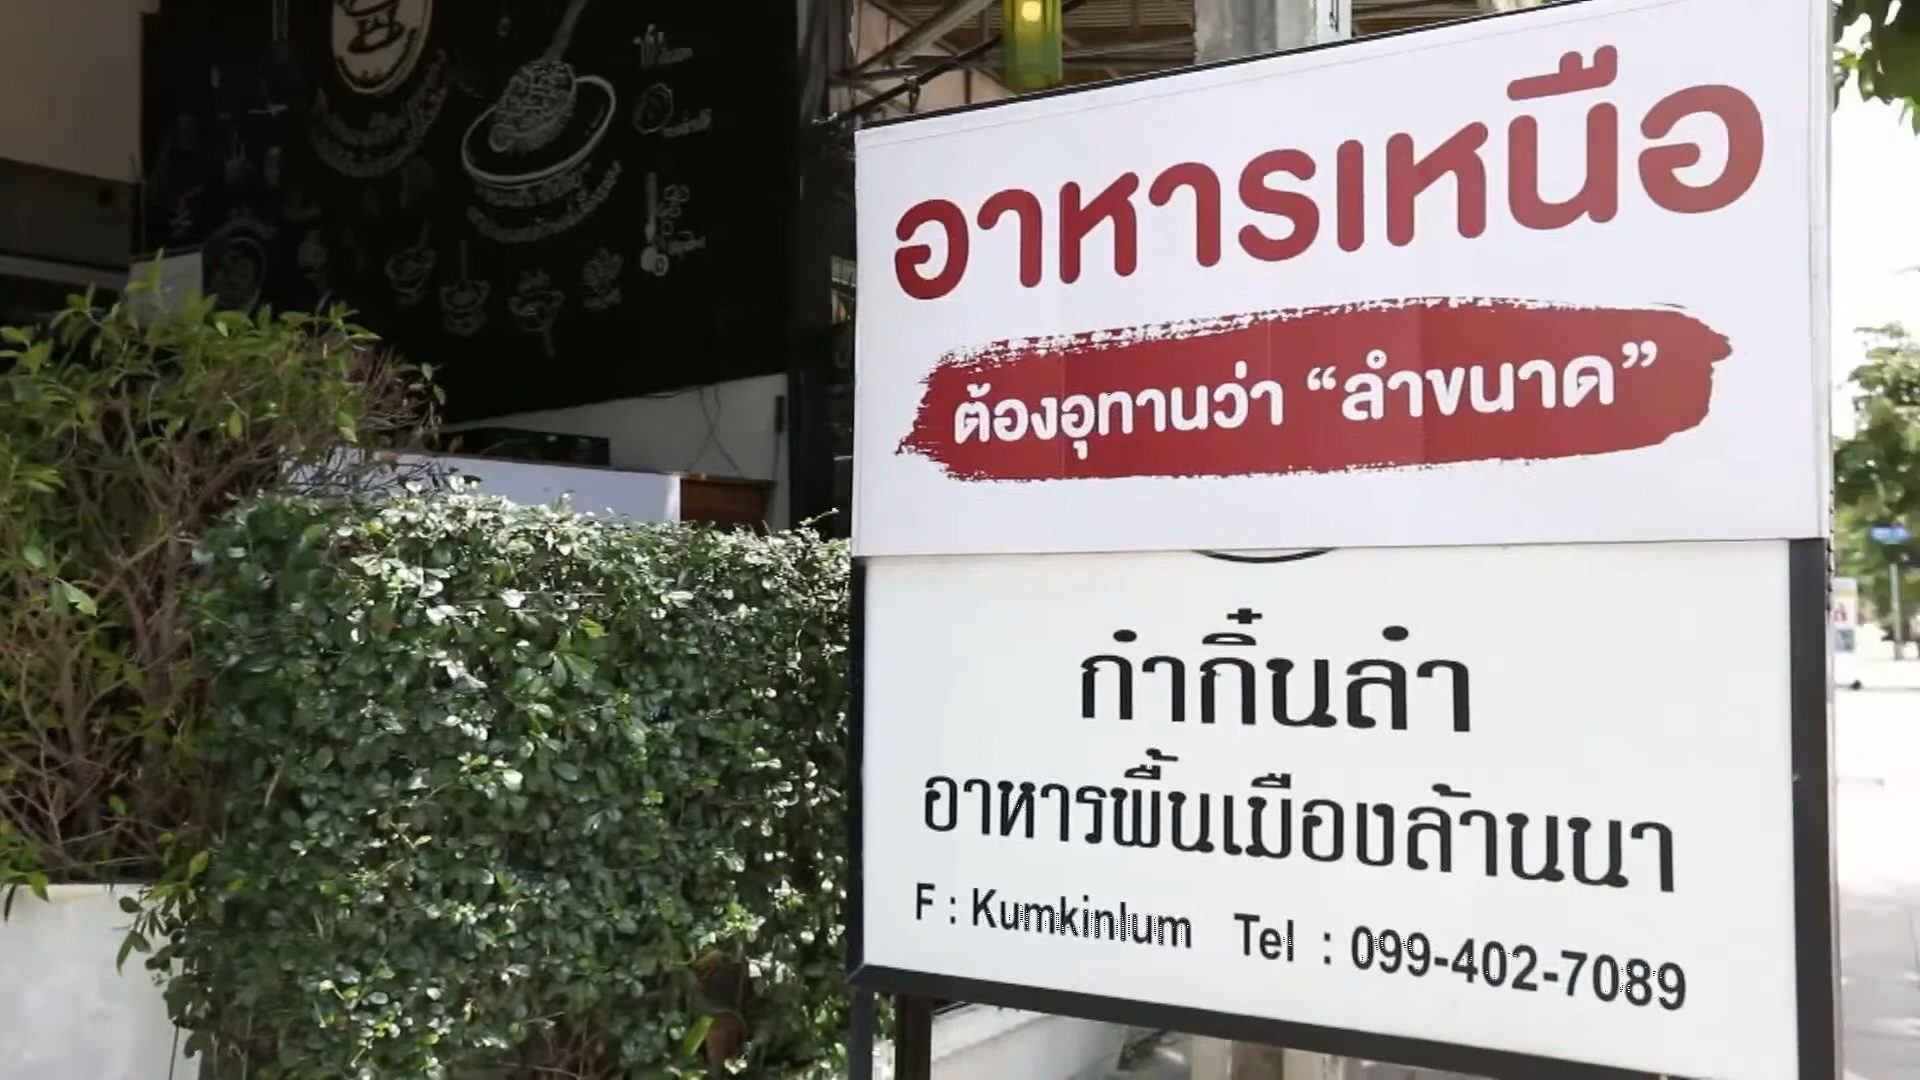 อาหารเหนือ
ต้องอุทานว่า “ลำขนาด”
กำกิ๋นลำ
อาหารพื้นเมืองล้านนา
F : Kumkinlum Tel : 099-402-7089